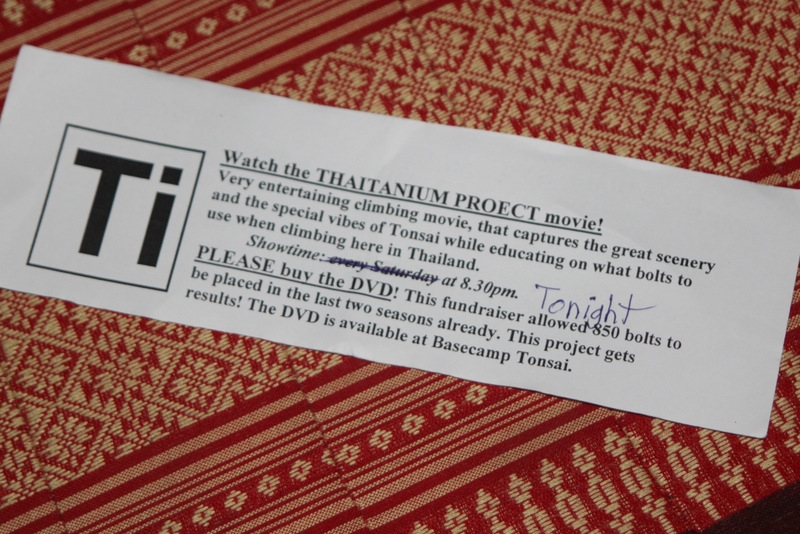 Ti
Watch the THAITANIUM PROECT movie!
Very entertaining climbing movie, that captures the great scenery
and the special vibes of Tonsai while educating on what bolts to
use when climbing here in Thailand.
Showtime: every Saturday at 8.30pm. Tonight
PLEASE buy the DVD! This fundraiser allowed 850 bolts to
be placed in the last two seasons already. This project gets
results! The DVD is available at Basecamp Tonsai.